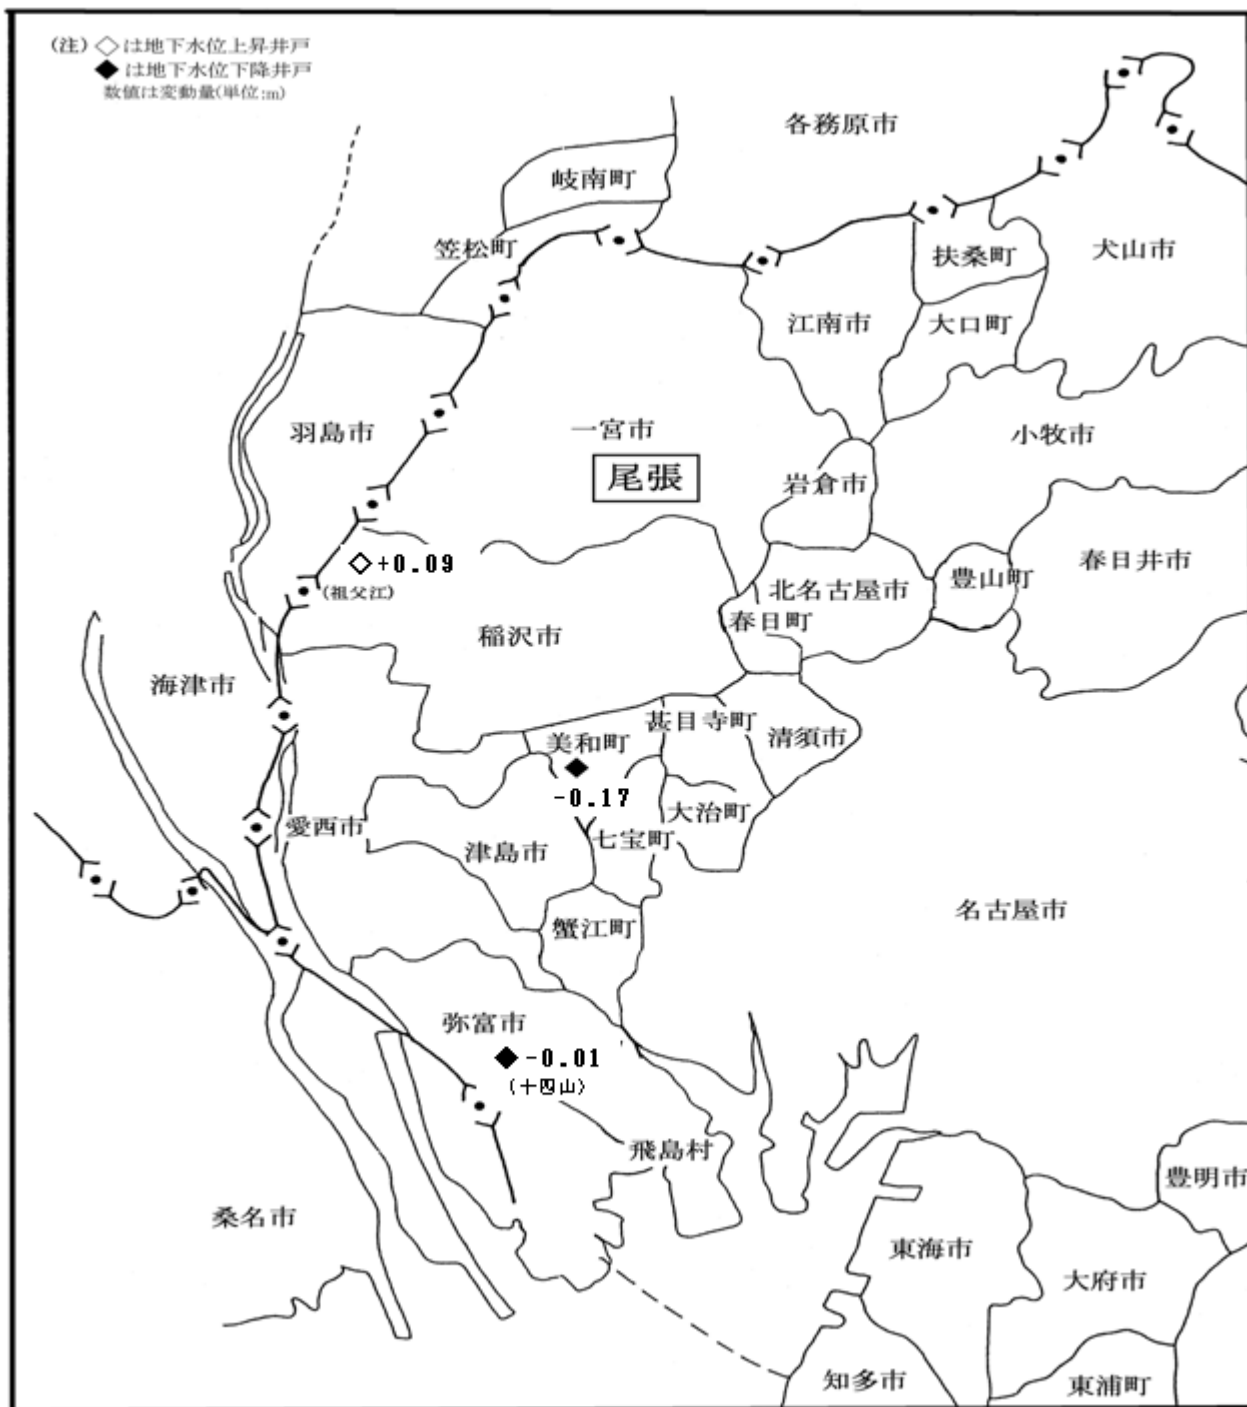 (注)◇は地下水位上昇井戸
◆は地下水位下降井戸
数値は変動量(単位:m)
各務原市
岐南町
笠松町
扶桑町
犬山市
江南市
大口町
羽島市
一宮市
小牧市
尾張
岩倉市
◇+0.09
(祖父江)
春日井市
豊山町
北名古屋市
春日町
稲沢市
海津市
甚目寺町
美和町
清須市
◆
-0.17
大治町
愛西市
七宝町
津島市
名古屋市
蟹江町
弥富市
◆-0.01
(十四山)
飛島村
豊明市
桑名市
東海市
大府市
知多市
東浦町